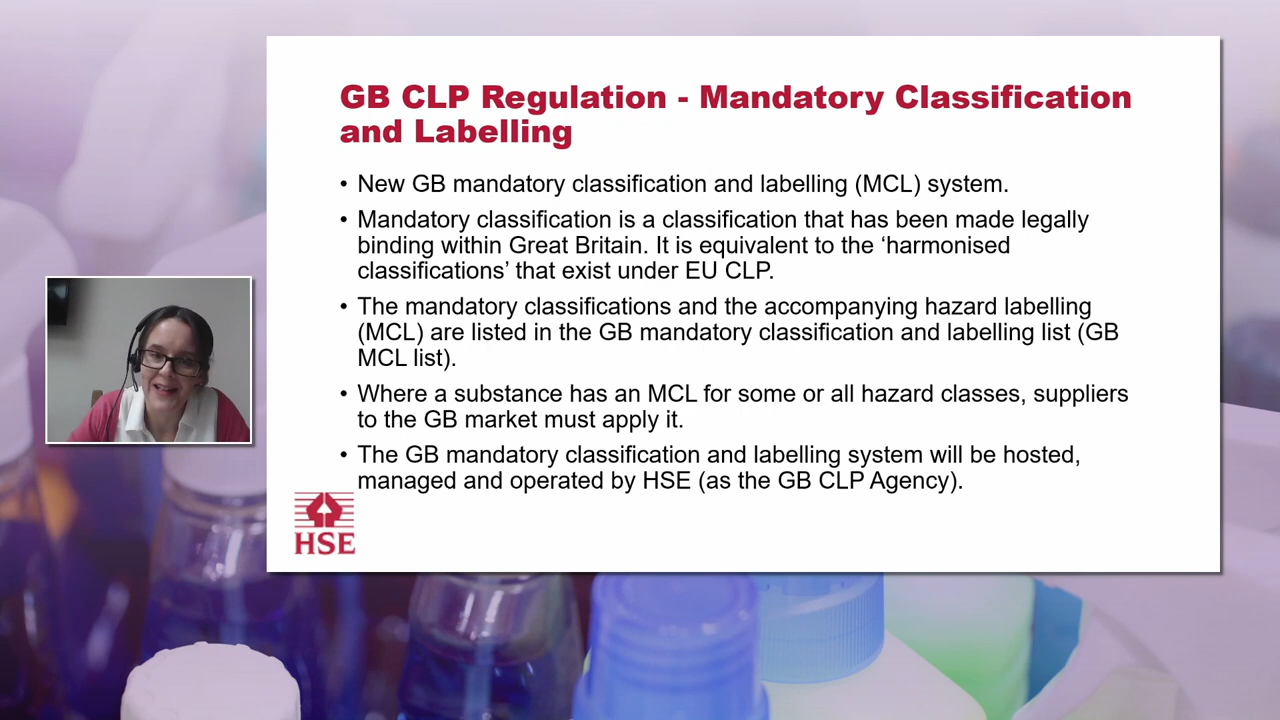 GB CLP Regulation - Mandatory Classification
and Labelling
• New GB mandatory classification and labelling (MCL) system.
• Mandatory classification is a classification that has been made legally
binding within Great Britain. It is equivalent to the ‘harmonised
classifications’ that exist under EU CLP.
• The mandatory classifications and the accompanying hazard labelling
(MCL) are listed in the GB mandatory classification and labelling list (GB
MCL list).
• Where a substance has an MCL for some or all hazard classes, suppliers
to the GB market must apply it.
• The GB mandatory classification and labelling system will be hosted,
managed and operated by HSE (as the GB CLP Agency).
HSE